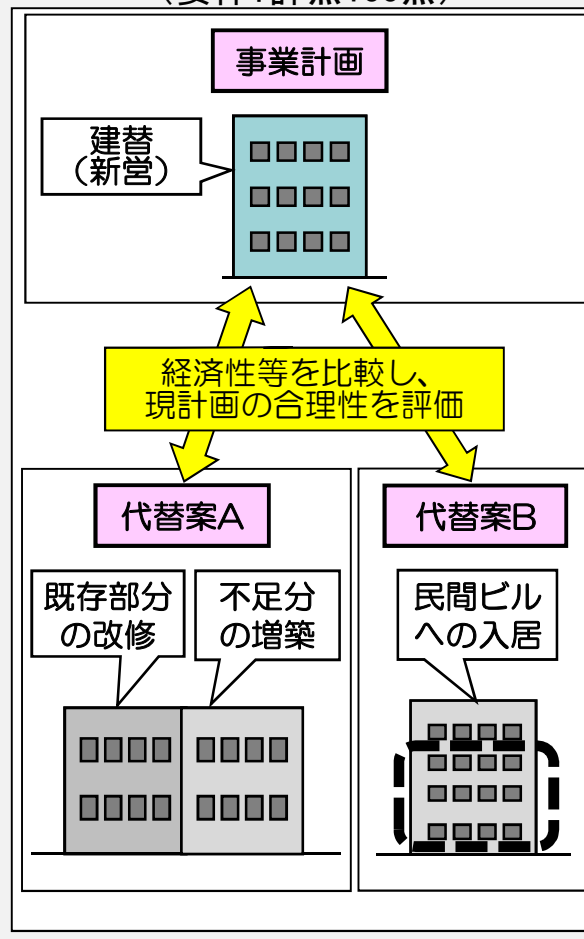 事業計画
建替
(新営)
経済性等を比較し、
現計画の合理性を評価
代替案A
代替案B
既存部分
の改修
不足分
の増築
民間ビル
への入居